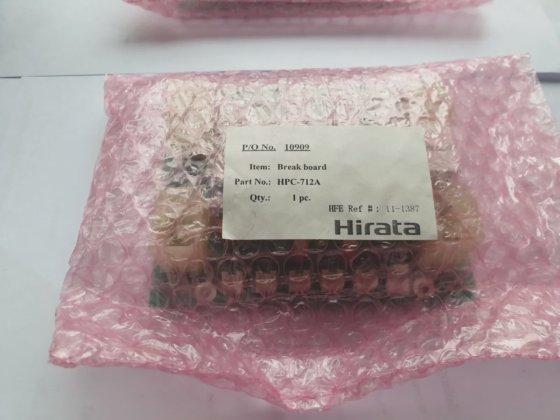 P/O No. 10909
Item: Break board
Part No.: HPC-712A
Qty.: 1 pc.
HFE Ref #: 11-1387
Hirata